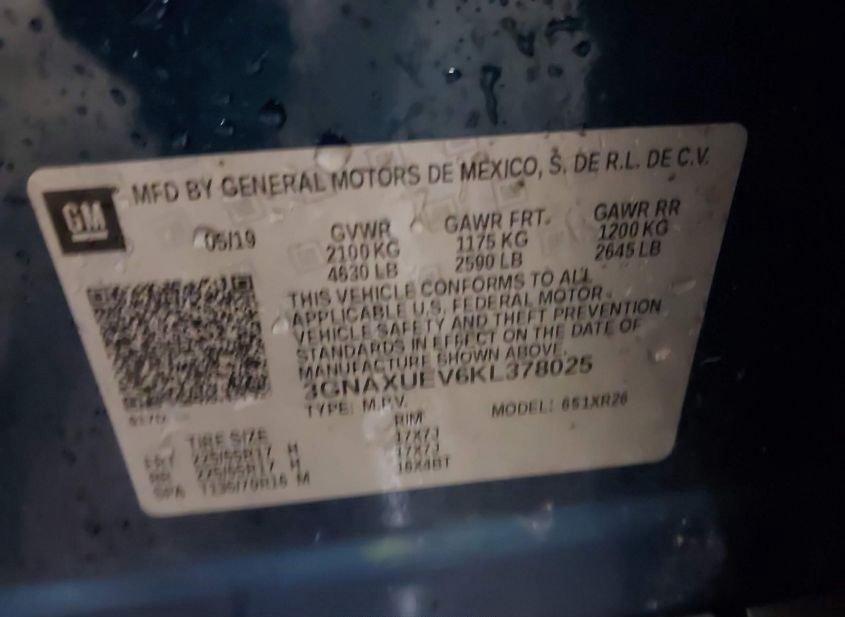 MFD BY GENERAL MOTORS DE MEXICO, S. DE R.L. DE C.V.
GM
05/19
GVWR GAWR FRT. GAWR RR
2100 KG 1175 KG 1200 KG
4630 LB 2590 LB 2645 LB
THIS VEHICLE CONFORMS TO ALL
APPLICABLE U.S. FEDERAL MOTOR
VEHICLE SAFETY AND THEFT PREVENTION
STANDARDS IN EFFECT ON THE DATE OF
MANUFACTURE SHOWN ABOVE.
3GNAXUEV6KL378025
TYPE: M.P.V. MODEL: 651XR26
TIRE SIZE RIM
FRT 225/65R17 H 17X7J
RR 225/65R17 H 17X7J
SPA T135/70R16 M 16X4BT